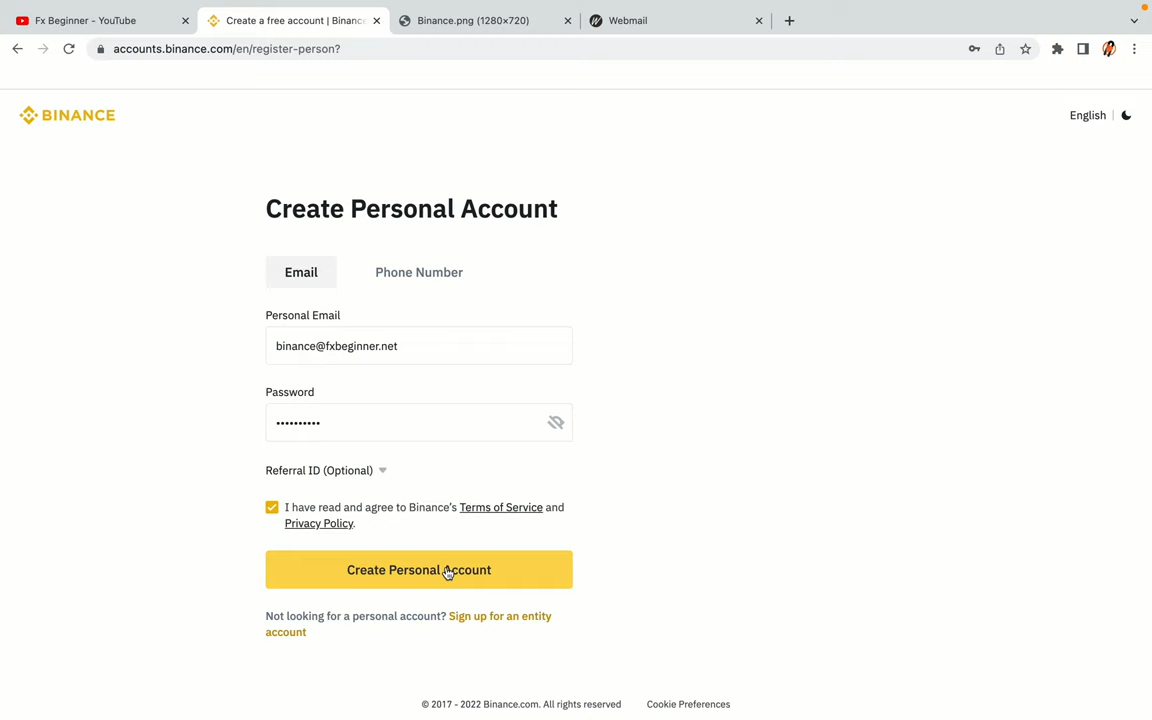 Fx Beginner - YouTube
Create a free account | Binance
Binance.png (1280×720)
Webmail
accounts.binance.com/en/register-person?
BINANCE
English
Create Personal Account
Email
Phone Number
Personal Email
binance@fxbeginner.net
Password
••••••••••
Referral ID (Optional)
I have read and agree to Binance’s Terms of Service and
Privacy Policy.
Create Personal Account
Not looking for a personal account? Sign up for an entity
account
© 2017 - 2022 Binance.com. All rights reserved
Cookie Preferences